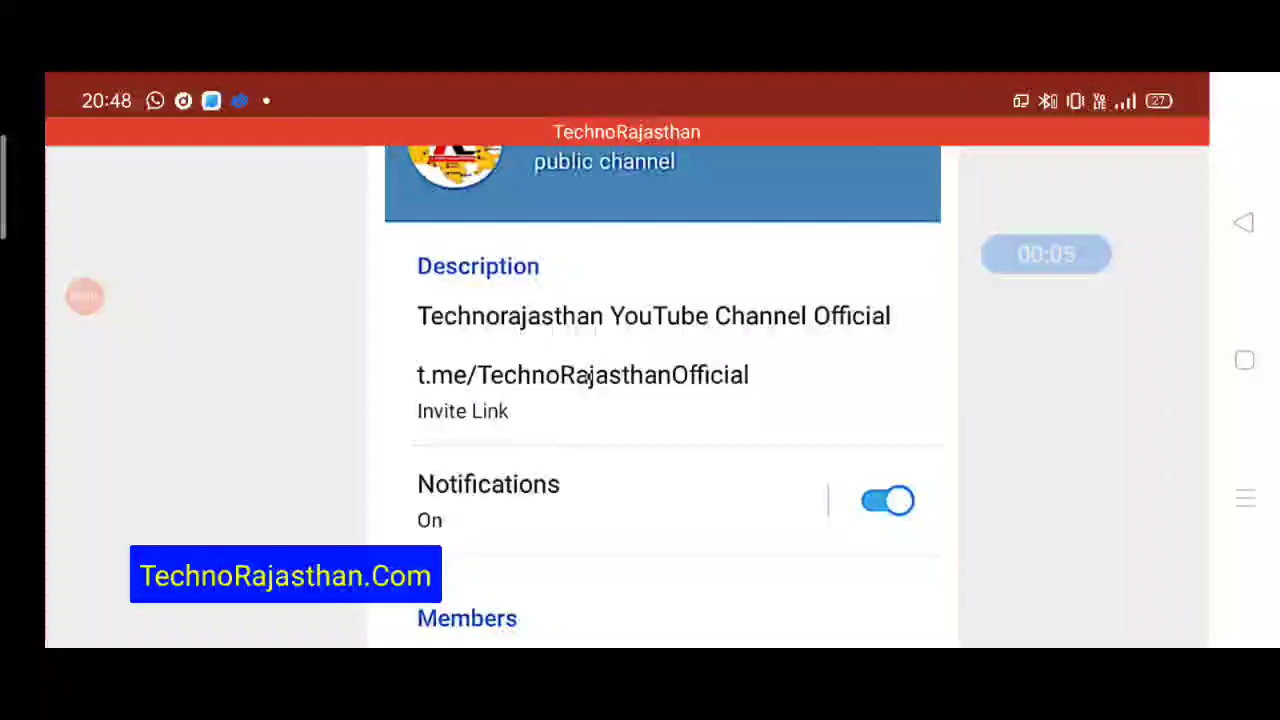 20:48
27
TechnoRajasthan
public channel
00:05
Description
Technorajasthan YouTube Channel Official
t.me/TechnoRajasthanOfficial
Invite Link
Notifications
On
TechnoRajasthan.Com
Members